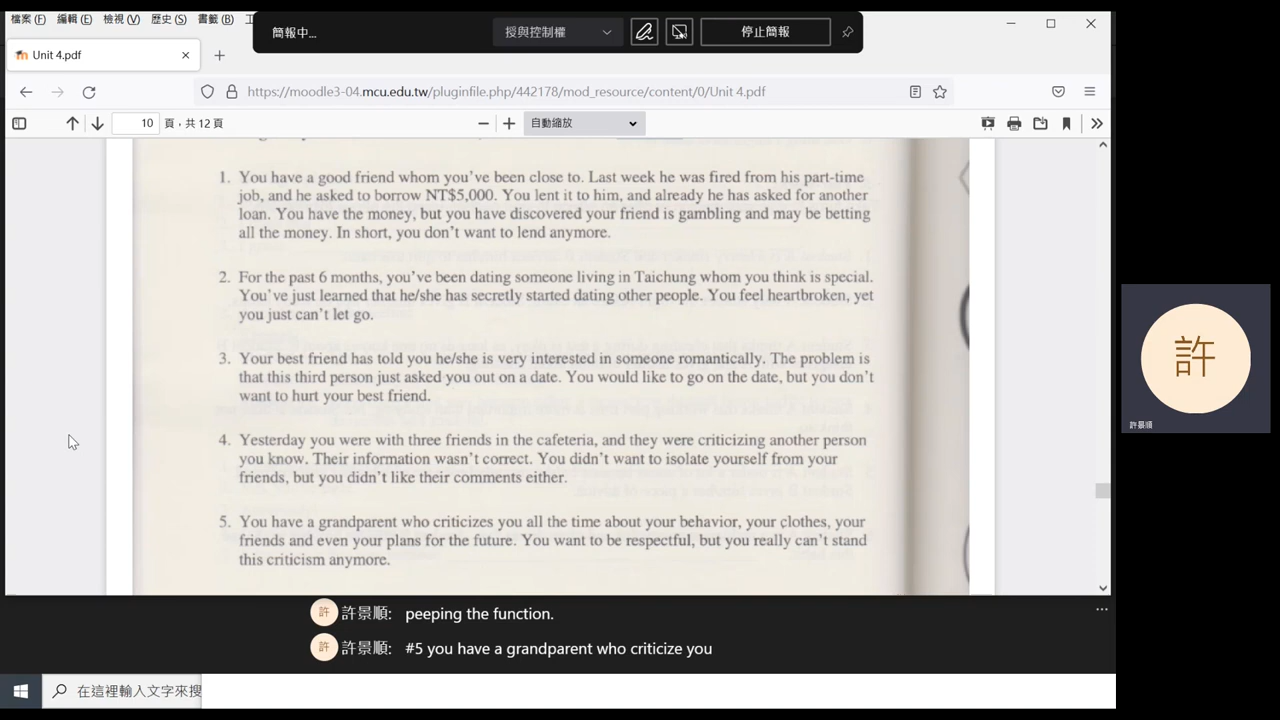 檔案 (F) 編輯 (E) 檢視 (V) 歷史 (S) 書籤 (B)
簡報中...
授與控制權
停止簡報
Unit 4.pdf
https://moodle3-04.mcu.edu.tw/pluginfile.php/442178/mod_resource/content/0/Unit 4.pdf
10 頁，共 12 頁
自動縮放
1. You have a good friend whom you've been close to. Last week he was fired from his part-time
job, and he asked to borrow NT$5,000. You lent it to him, and already he has asked for another
loan. You have the money, but you have discovered your friend is gambling and may be betting
all the money. In short, you don't want to lend anymore.
2. For the past 6 months, you've been dating someone living in Taichung whom you think is special.
You've just learned that he/she has secretly started dating other people. You feel heartbroken, yet
you just can't let go.
3. Your best friend has told you he/she is very interested in someone romantically. The problem is
that this third person just asked you out on a date. You would like to go on the date, but you don't
want to hurt your best friend.
4. Yesterday you were with three friends in the cafeteria, and they were criticizing another person
you know. Their information wasn't correct. You didn't want to isolate yourself from your
friends, but you didn't like their comments either.
5. You have a grandparent who criticizes you all the time about your behavior, your clothes, your
friends and even your plans for the future. You want to be respectful, but you really can't stand
this criticism anymore.
許
許景順
許 許景順: peeping the function.
許 許景順: #5 you have a grandparent who criticize you
在這裡輸入文字來搜